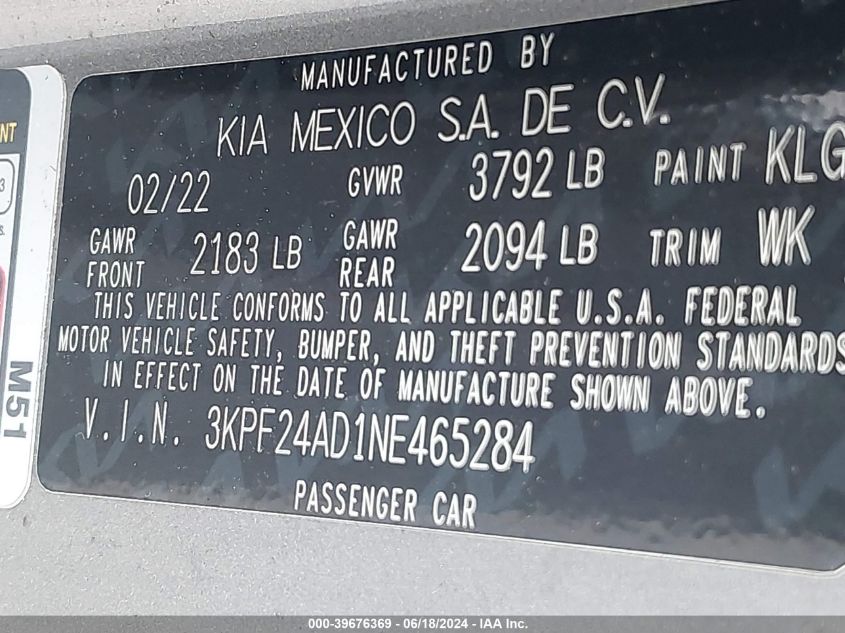 MANUFACTURED BY
KIA MEXICO S.A. DE C.V.
02/22 GVWR 3792 LB PAINT KLG
GAWR FRONT 2183 LB GAWR REAR 2094 LB TRIM WK
THIS VEHICLE CONFORMS TO ALL APPLICABLE U.S.A. FEDERAL
MOTOR VEHICLE SAFETY, BUMPER, AND THEFT PREVENTION STANDARDS
IN EFFECT ON THE DATE OF MANUFACTURE SHOWN ABOVE.
V.I.N. 3KPF24AD1NE465284
PASSENGER CAR
M51
000-39676369 - 06/18/2024 - IAA Inc.